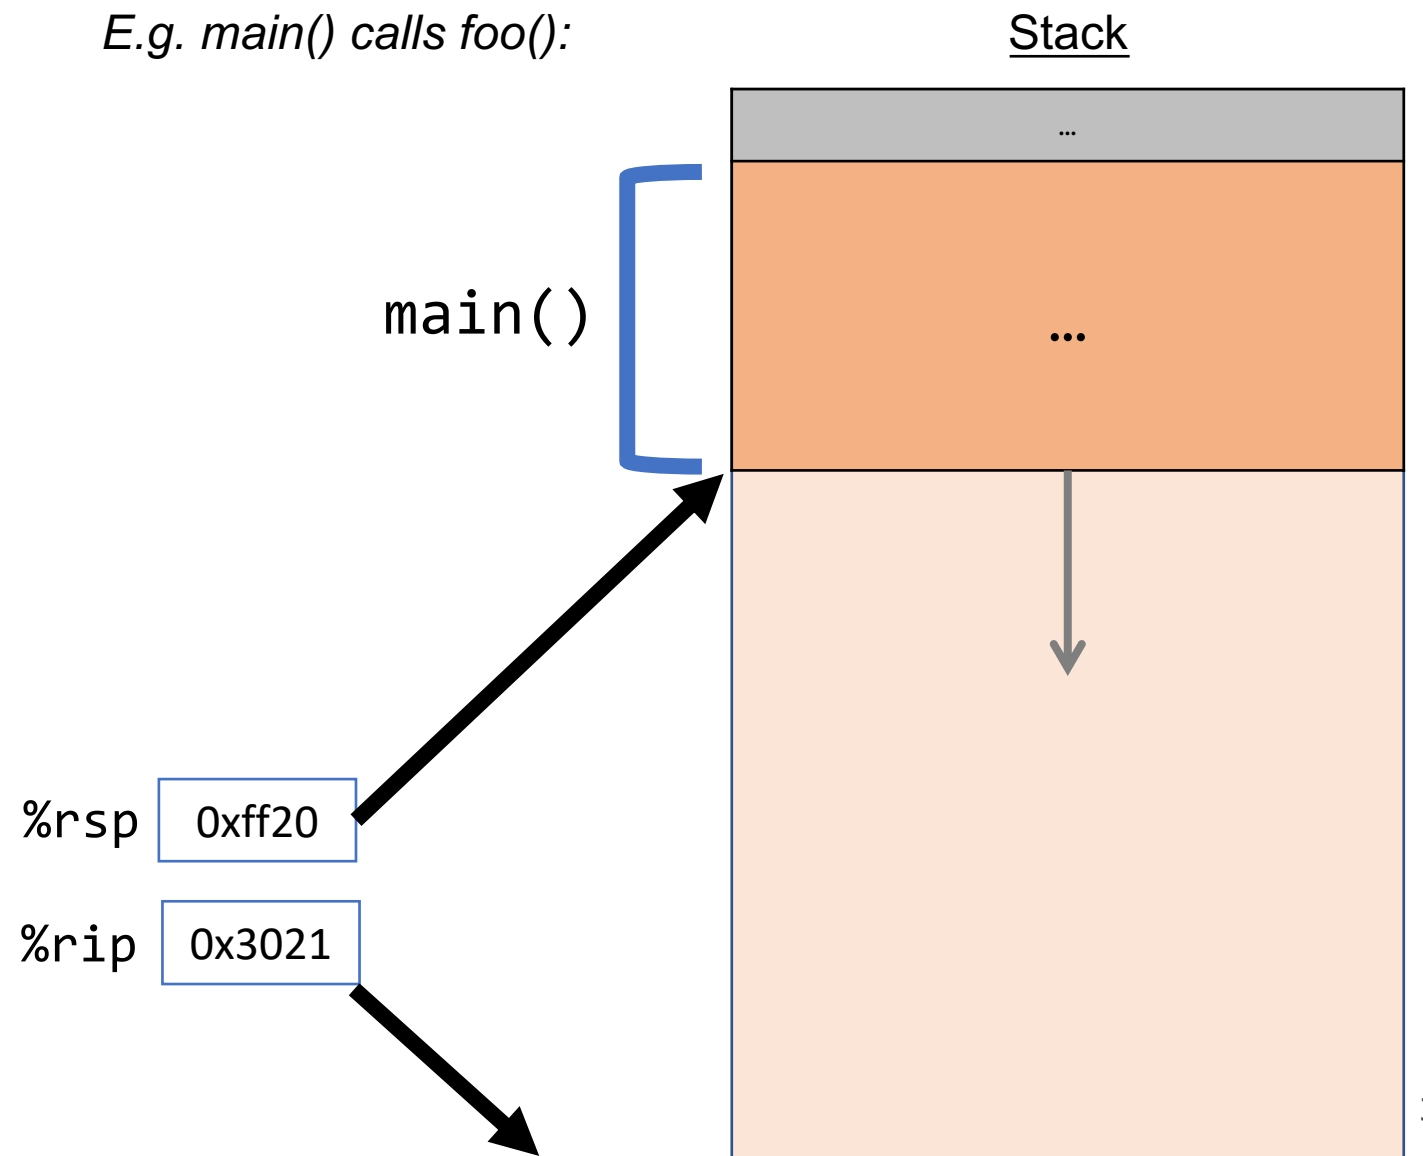 E.g. main() calls foo():
Stack
...
main()
...
%rsp 0xff20
%rip 0x3021